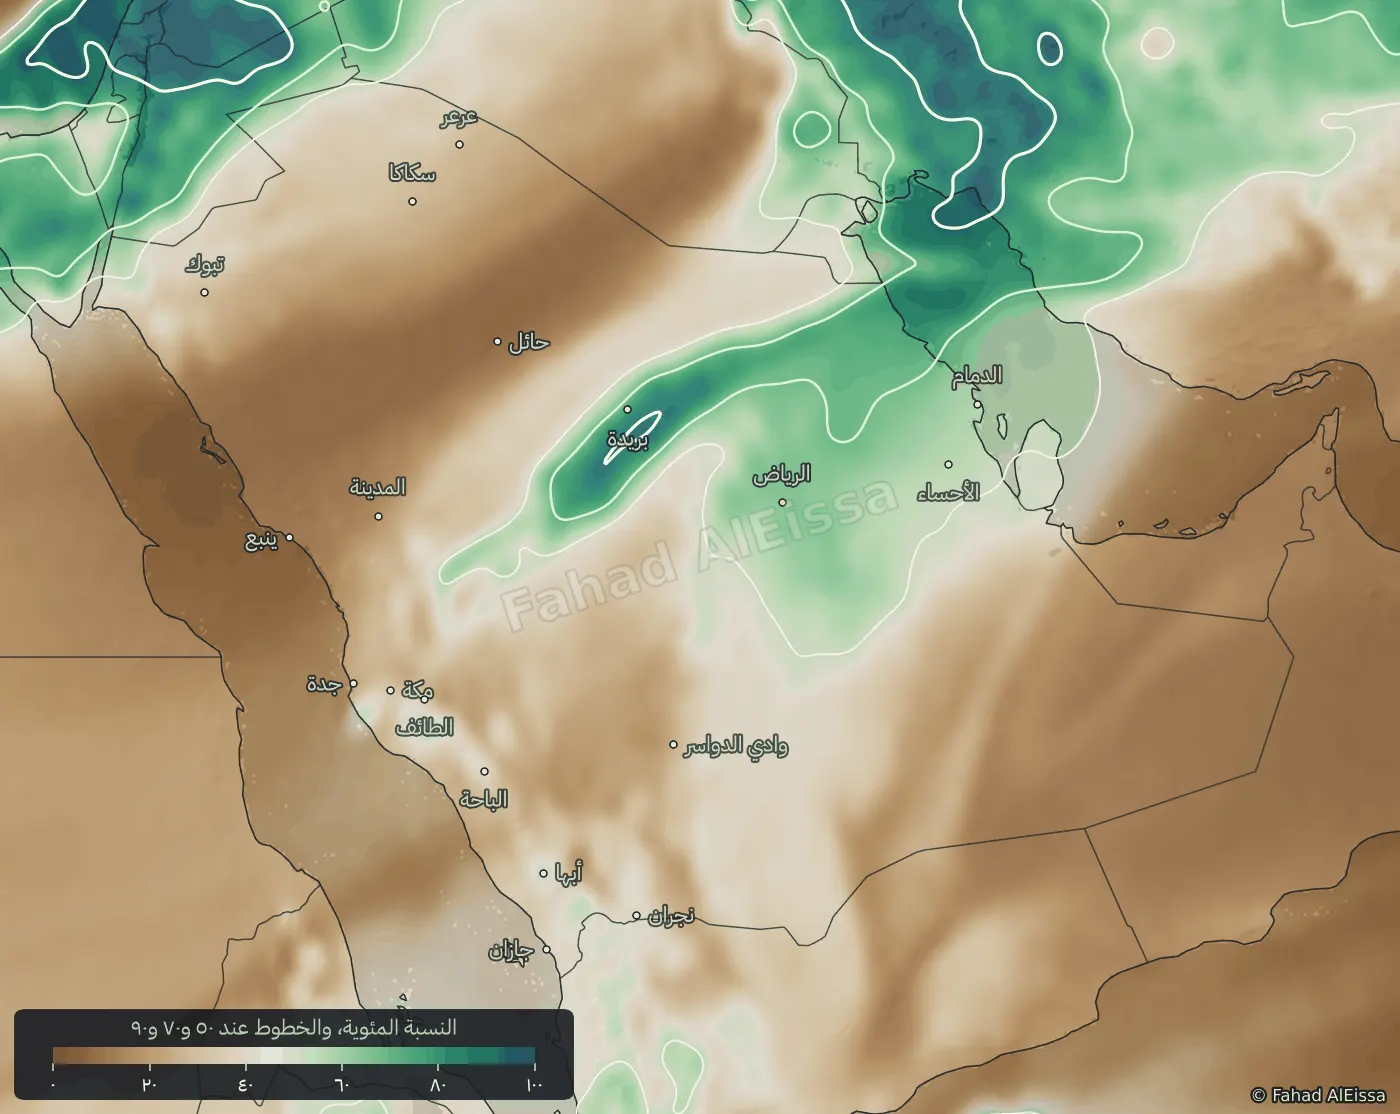 عرعر
سكاكا
تبوك
حائل
الدمام
بريدة
الرياض
المدينة
الأحساء
ينبع
Fahad AlEissa
جدة
مكة
الطائف
وادي الدواسر
الباحة
أبها
نجران
جازان
النسبة المئوية، والخطوط عند ٥٠ و٧٠ و٩٠
٠ ٢٠ ٤٠ ٦٠ ٨٠ ١٠٠
© Fahad AlEissa